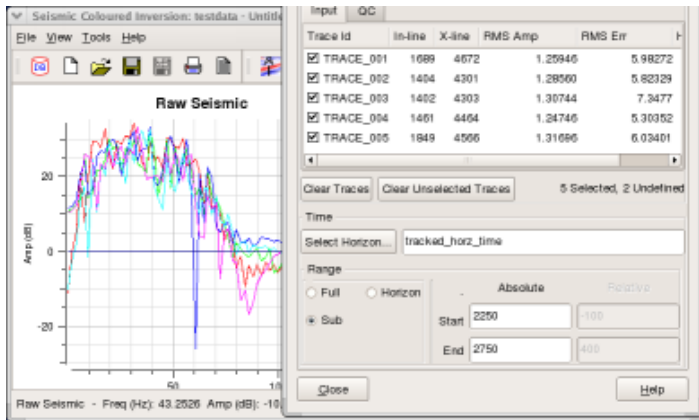 Seismic Coloured Inversion: testdata - Untitle
File View Tools Help
Raw Seismic
20
0
-20
Amp (dB)
50
10
Raw Seismic - Freq (Hz): 43.2526 Amp (dB): -10
Input QC
Trace Id In-line X-line RMS Amp RMS Err
TRACE_001 1689 4672 1.25946 5.98272
TRACE_002 1404 4301 1.28560 5.82329
TRACE_003 1402 4303 1.30744 7.3477
TRACE_004 1461 4464 1.24746 5.30352
TRACE_005 1849 4566 1.31696 6.03401
Clear Traces Clear Unselected Traces 5 Selected, 2 Undefined
Time
Select Horizon... tracked_horz_time
Range
Full Horizon Absolute Relative
Sub Start 2250 -100
End 2750 400
Close Help